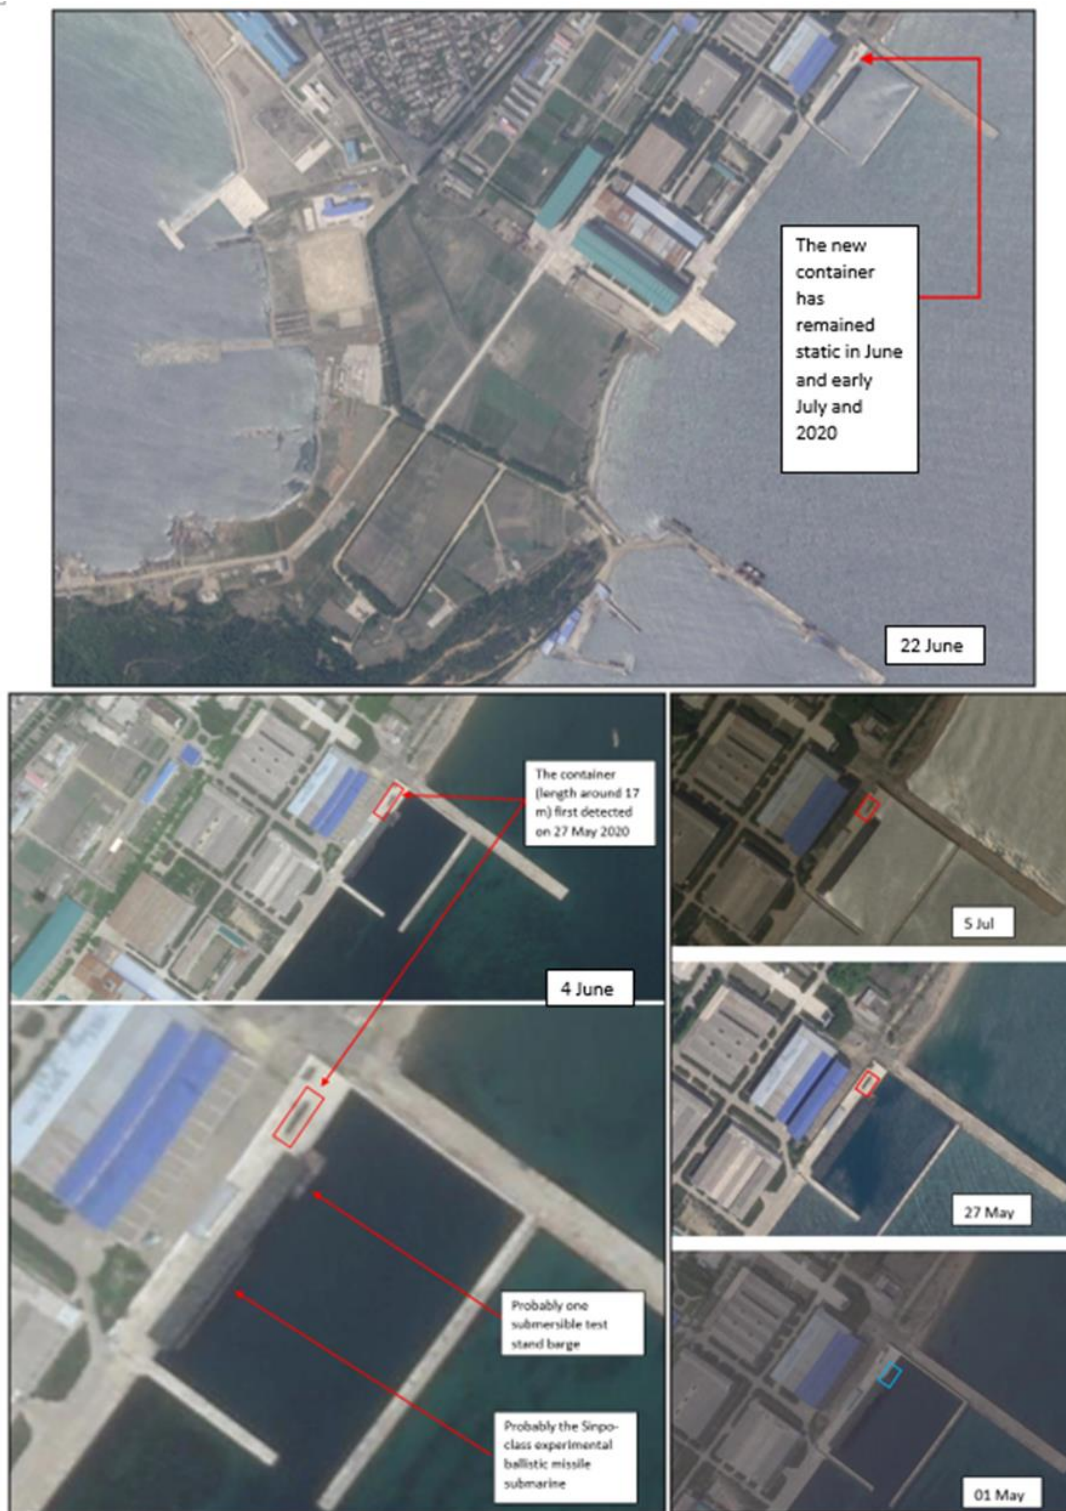 The new
container
has
remained
static in June
and early
July and
2020
22 June
The container
(length around 17
m) first detected
on 27 May 2020
4 June
5 Jul
27 May
Probably one
submersible test
stand barge
Probably the Sinpo-
class experimental
ballistic missile
submarine
01 May